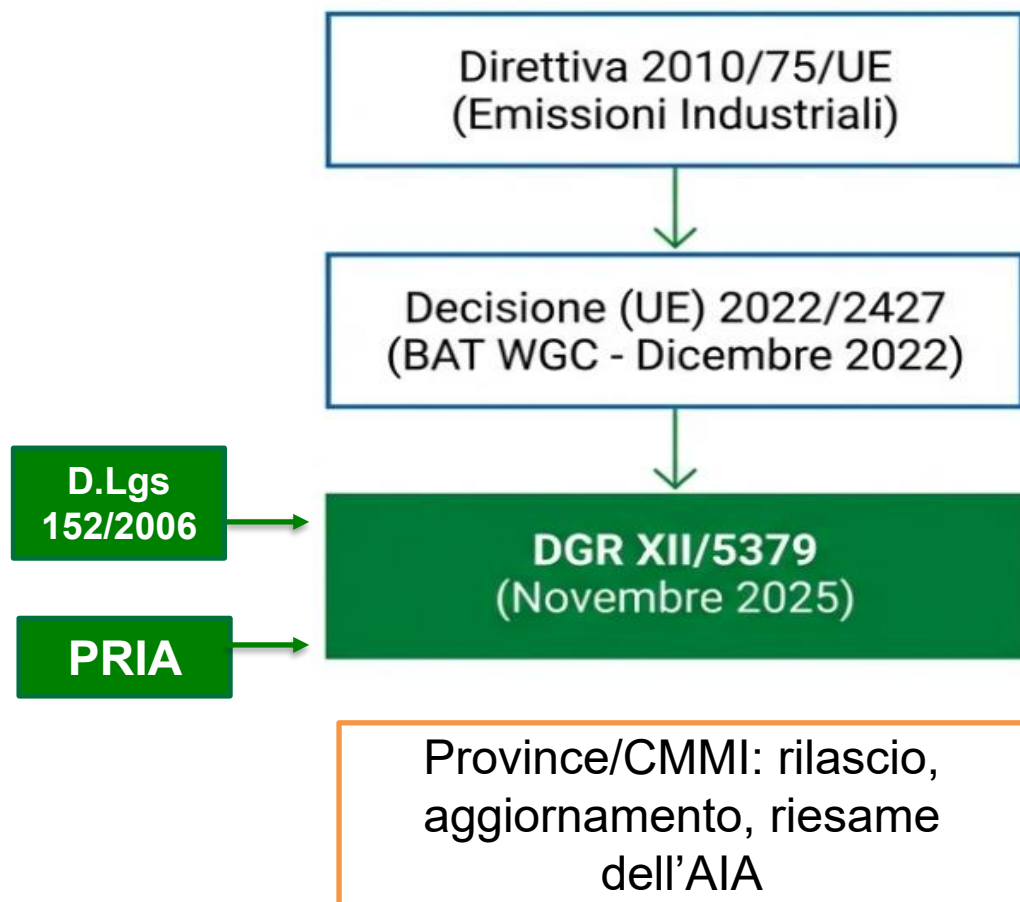 Direttiva 2010/75/UE
(Emissioni Industriali)
Decisione (UE) 2022/2427
(BAT WGC - Dicembre 2022)
D.Lgs
152/2006
DGR XII/5379
(Novembre 2025)
PRIA
Province/CMMI: rilascio,
aggiornamento, riesame
dell’AIA